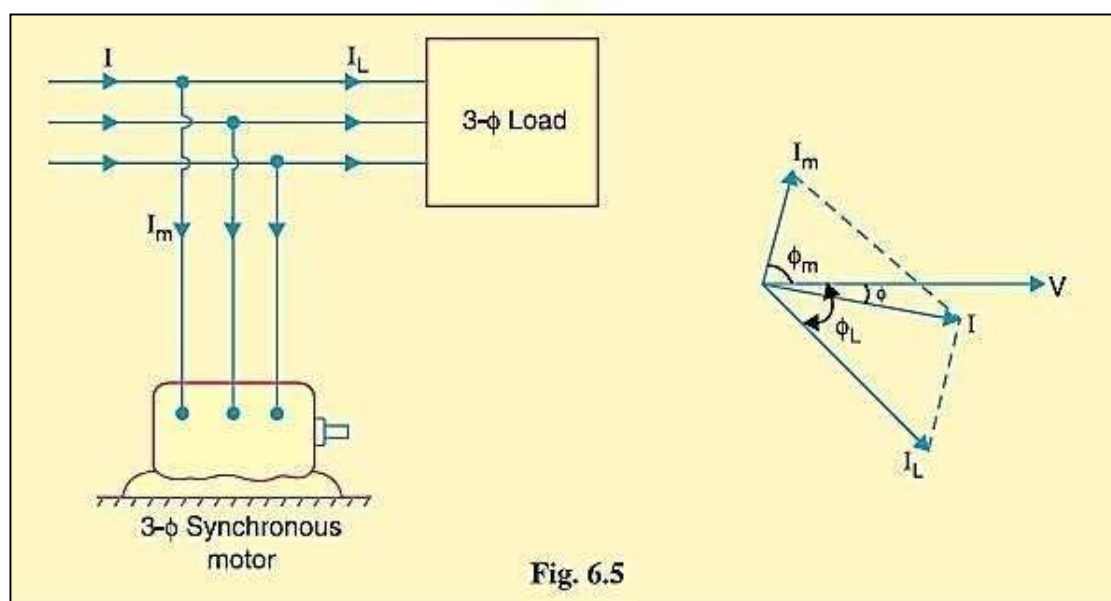 I
I_L
3-ϕ Load
I_m
3-ϕ Synchronous
motor
I_m
ϕ_m
V
ϕ
I
ϕ_L
I_L
Fig. 6.5